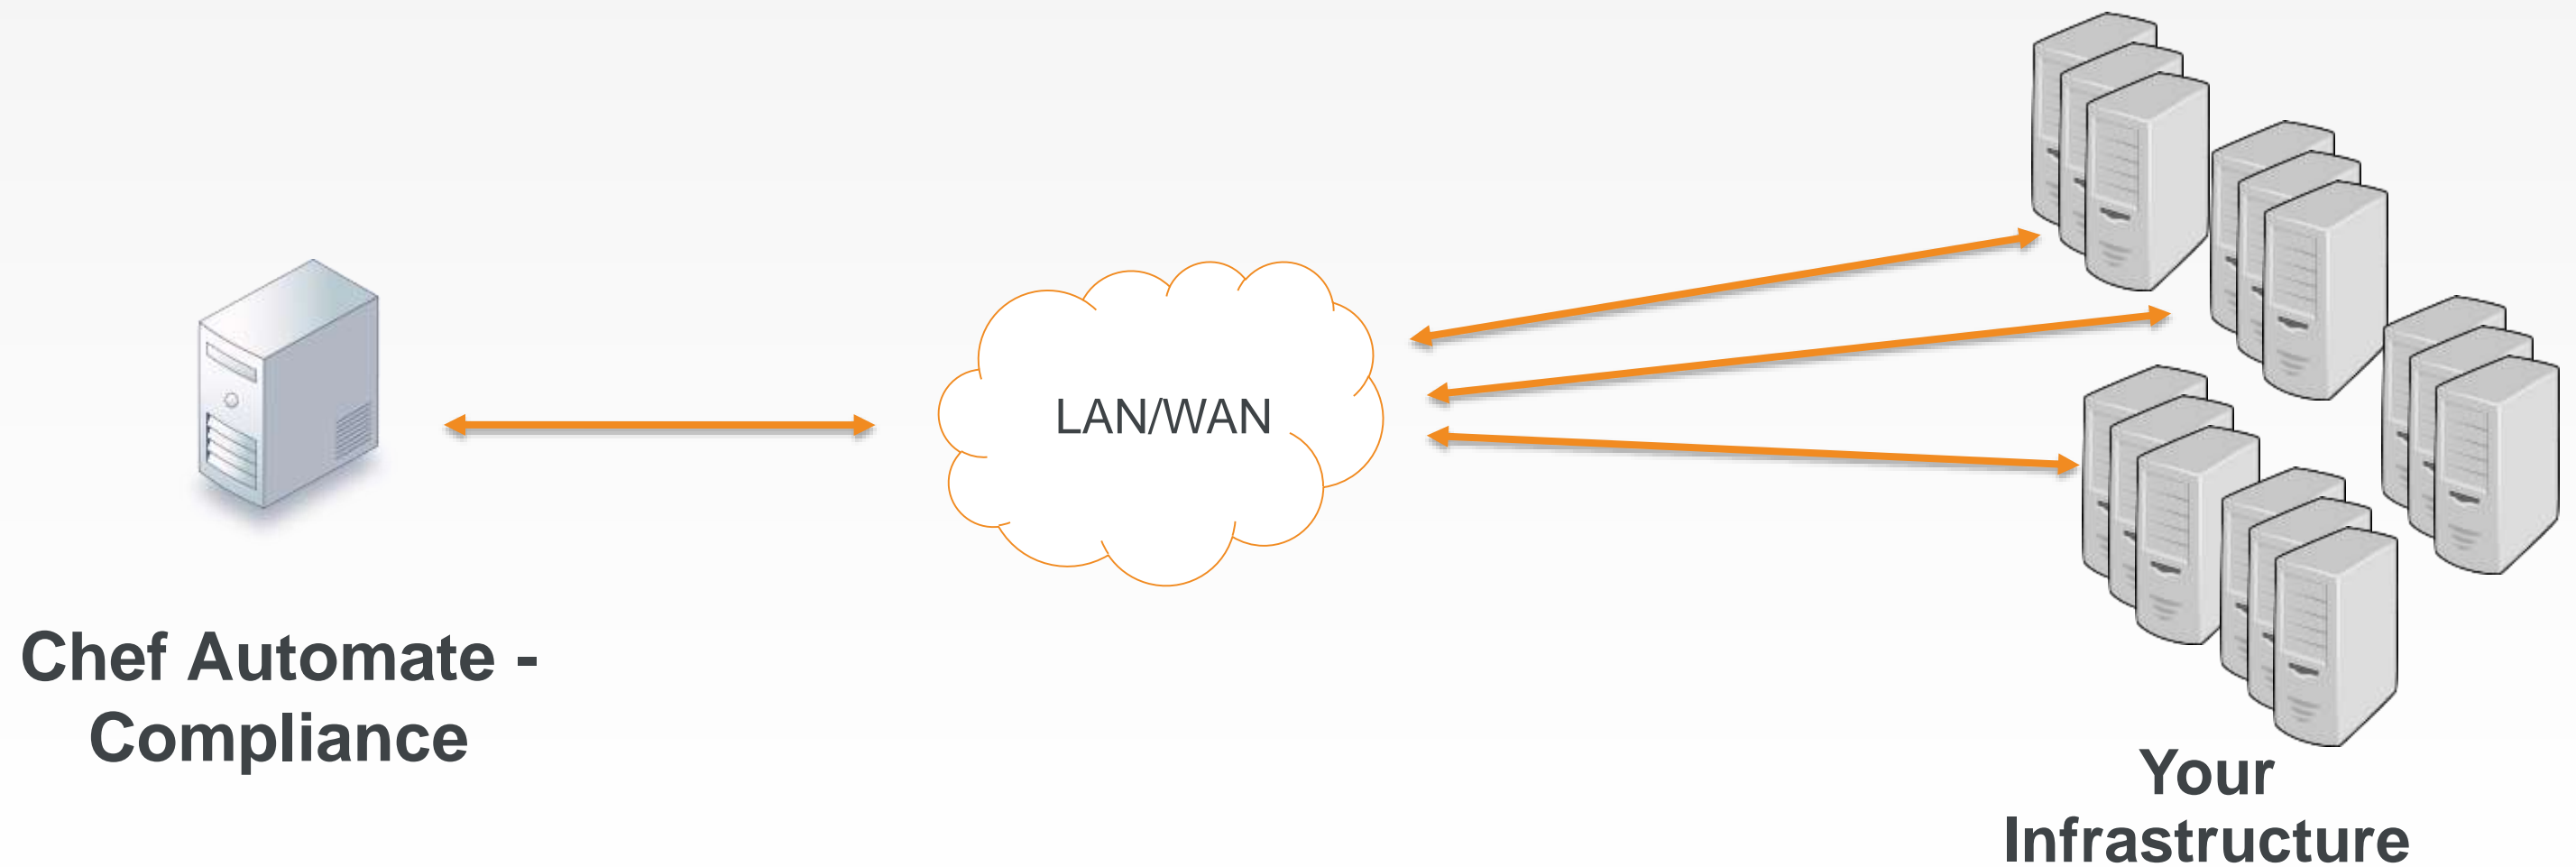 LAN/WAN
Chef Automate -
Compliance
Your
Infrastructure